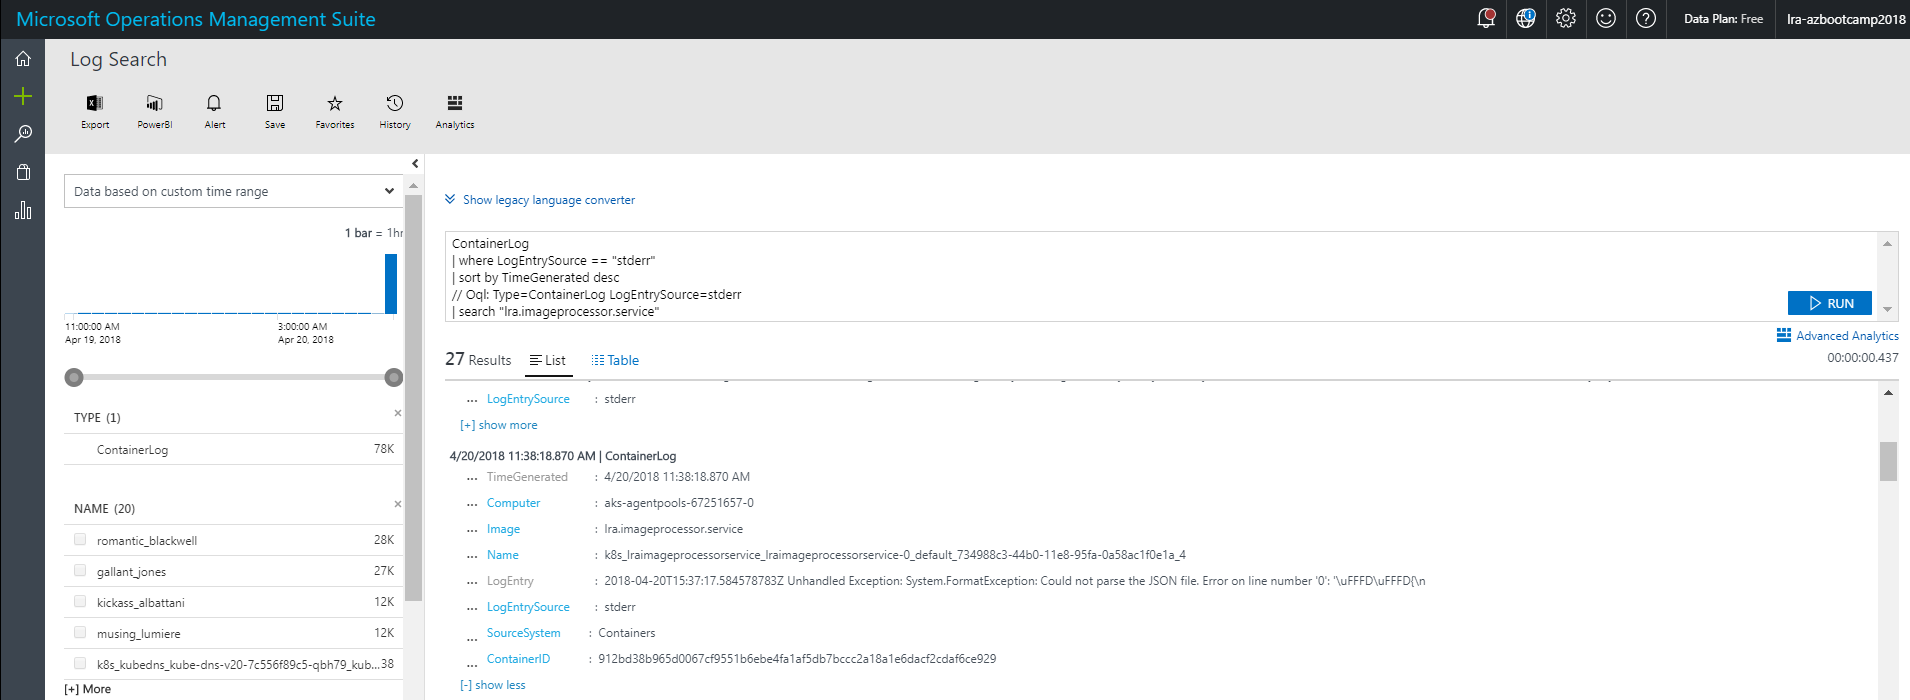 Microsoft Operations Management Suite
Data Plan: Free
lra-azbootcamp2018
Log Search
Export
PowerBI
Alert
Save
Favorites
History
Analytics
Data based on custom time range
1 bar = 1hr
11:00:00 AM
Apr 19, 2018
3:00:00 AM
Apr 20, 2018
TYPE (1)
ContainerLog 78K
NAME (20)
romantic_blackwell 28K
gallant_jones 27K
kickass_albattani 12K
musing_lumiere 12K
k8s_kubedns_kube-dns-v20-7c556f89c5-qbh79_kub...38
[+] More
Show legacy language converter
ContainerLog
| where LogEntrySource == "stderr"
| sort by TimeGenerated desc
// Oql: Type=ContainerLog LogEntrySource=stderr
| search "lra.imageprocessor.service"
RUN
Advanced Analytics
27 Results List Table
00:00:00.437
... LogEntrySource : stderr
[+] show more
4/20/2018 11:38:18.870 AM | ContainerLog
... TimeGenerated : 4/20/2018 11:38:18.870 AM
... Computer : aks-agentpools-67251657-0
... Image : lra.imageprocessor.service
... Name : k8s_lraimageprocessorservice_lraimageprocessorservice-0_default_734988c3-44b0-11e8-95fa-0a58ac1f0e1a_4
... LogEntry : 2018-04-20T15:37:17.584578783Z Unhandled Exception: System.FormatException: Could not parse the JSON file. Error on line number '0': '\uFFFD\uFFFD{\n
... LogEntrySource : stderr
... SourceSystem : Containers
... ContainerID : 912bd38b965d0067cf9551b6ebe4fa1af5db7bccc2a18a1e6dacf2cdaf6ce929
[-] show less